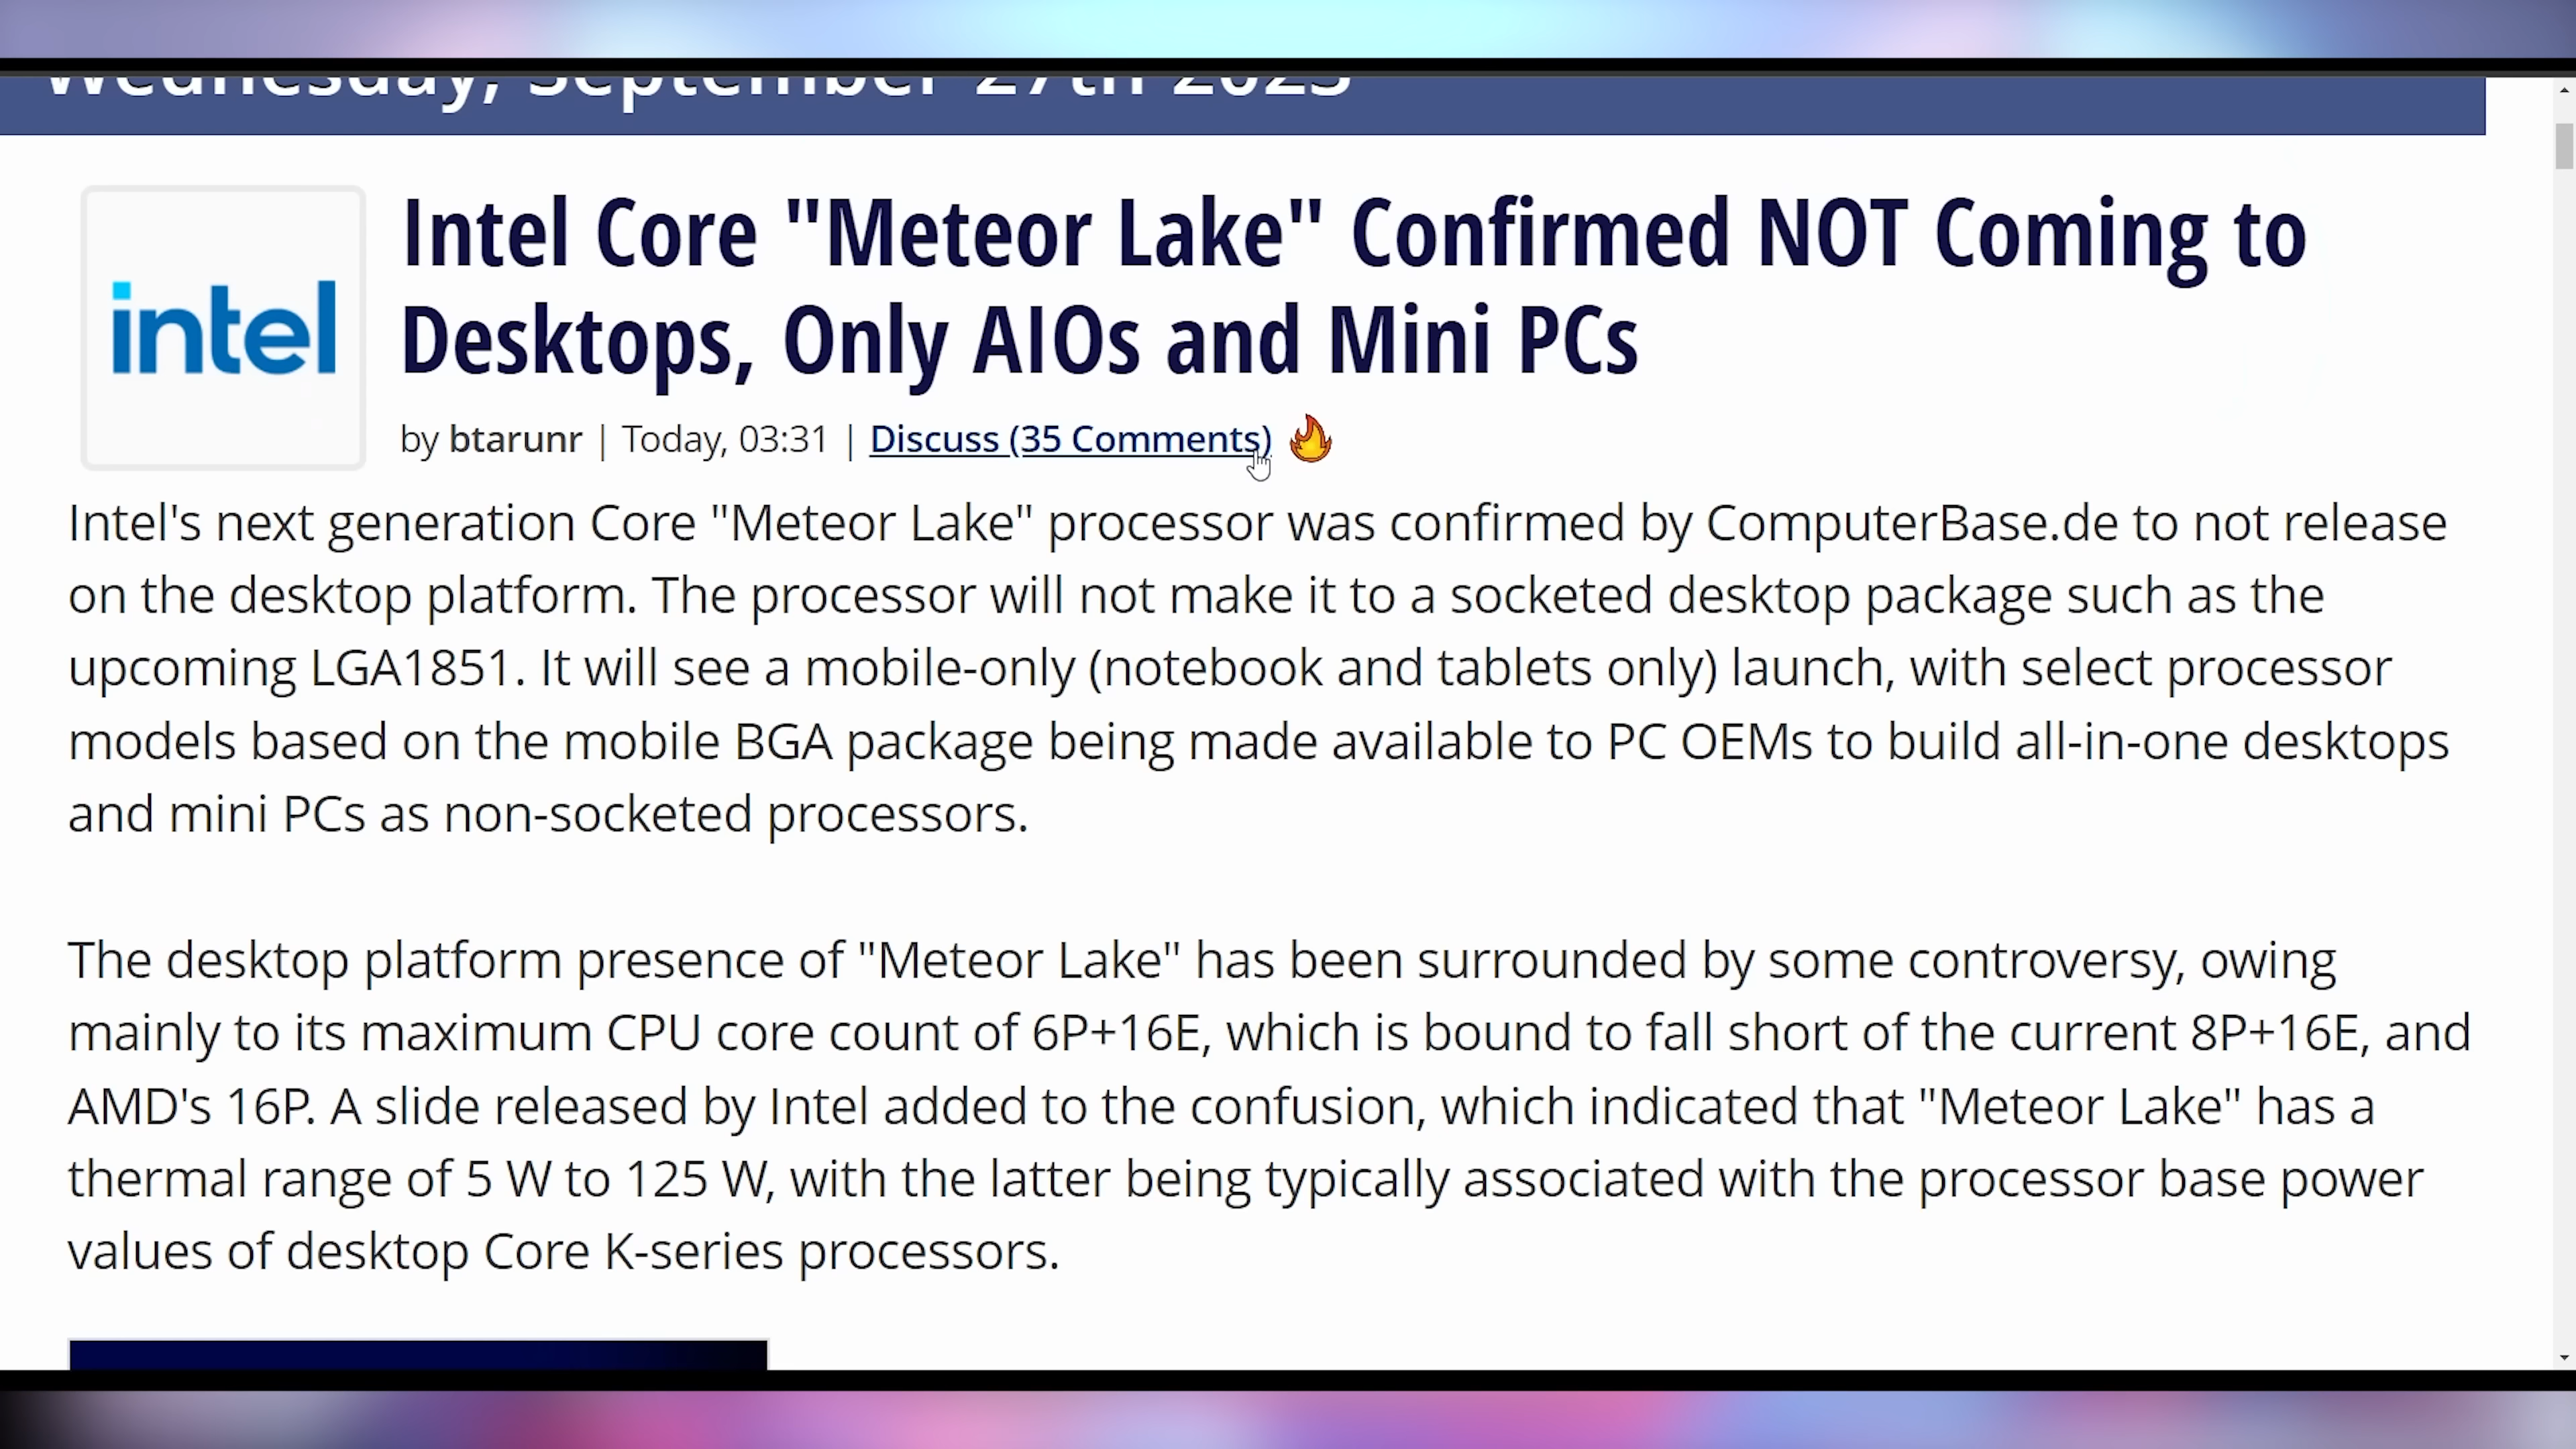 Wednesday, September 27th 2023
intel
Intel Core "Meteor Lake" Confirmed NOT Coming to
Desktops, Only AIOs and Mini PCs
by btarunr | Today, 03:31 | Discuss (35 Comments)
Intel's next generation Core "Meteor Lake" processor was confirmed by ComputerBase.de to not release
on the desktop platform. The processor will not make it to a socketed desktop package such as the
upcoming LGA1851. It will see a mobile-only (notebook and tablets only) launch, with select processor
models based on the mobile BGA package being made available to PC OEMs to build all-in-one desktops
and mini PCs as non-socketed processors.
The desktop platform presence of "Meteor Lake" has been surrounded by some controversy, owing
mainly to its maximum CPU core count of 6P+16E, which is bound to fall short of the current 8P+16E, and
AMD's 16P. A slide released by Intel added to the confusion, which indicated that "Meteor Lake" has a
thermal range of 5 W to 125 W, with the latter being typically associated with the processor base power
values of desktop Core K-series processors.